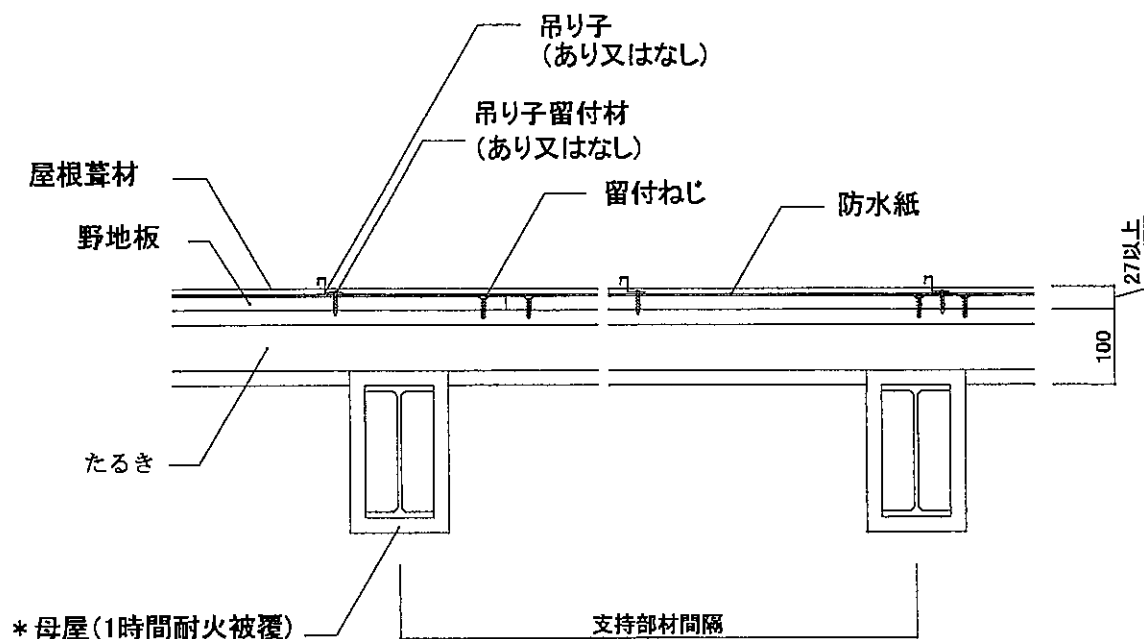 吊り子
(あり又はなし)
吊り子留付材
(あり又はなし)
屋根葺材
留付ねじ
防水紙
野地板
27以上
100
たるき
*母屋(1時間耐火被覆)
支持部材間隔